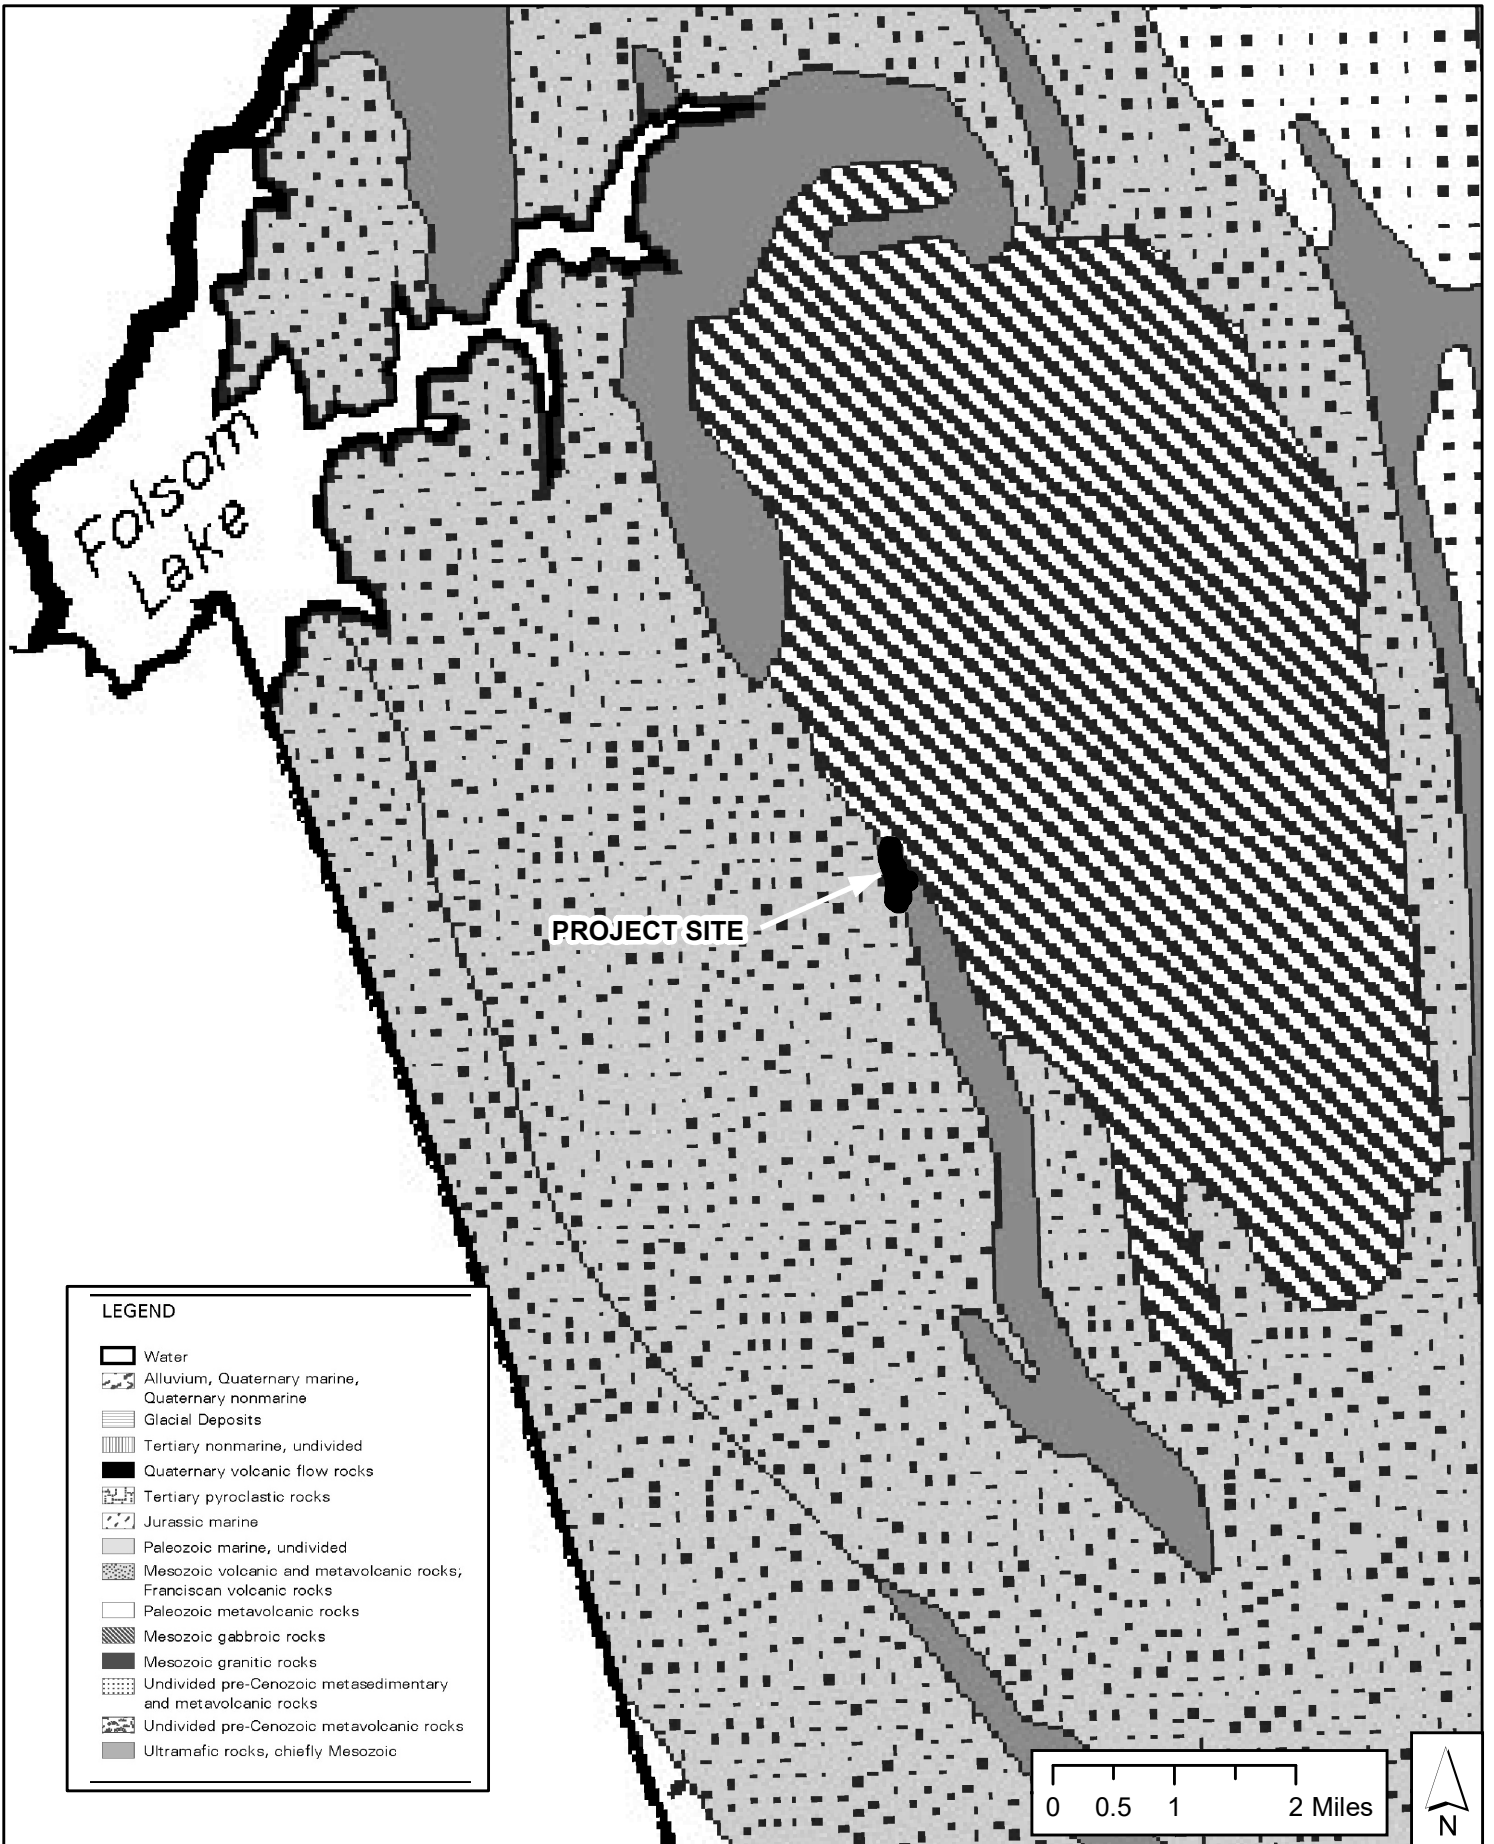 Folsom
Lake
PROJECT SITE
LEGEND
Water
Alluvium, Quaternary marine,
Quaternary nonmarine
Glacial Deposits
Tertiary nonmarine, undivided
Quaternary volcanic flow rocks
Tertiary pyroclastic rocks
Jurassic marine
Paleozoic marine, undivided
Mesozoic volcanic and metavolcanic rocks;
Franciscan volcanic rocks
Paleozoic metavolcanic rocks
Mesozoic gabbroic rocks
Mesozoic granitic rocks
Undivided pre-Cenozoic metasedimentary
and metavolcanic rocks
Undivided pre-Cenozoic metavolcanic rocks
Ultramafic rocks, chiefly Mesozoic
0 0.5 1 2 Miles
N